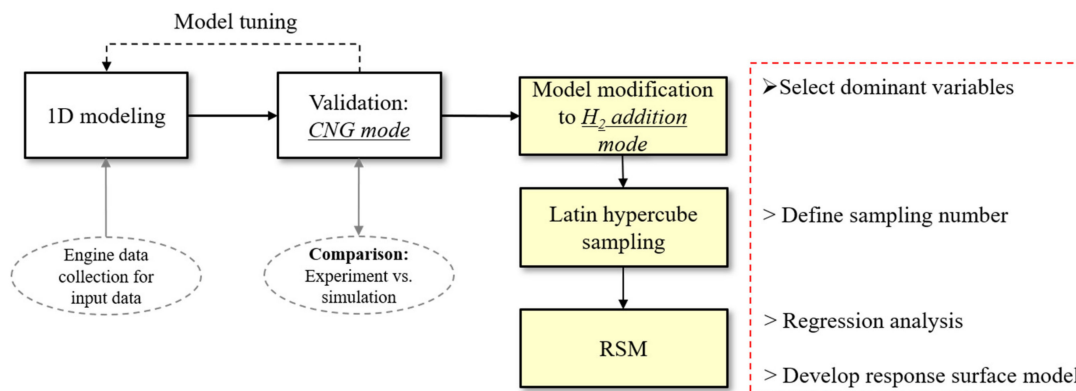 Model tuning
1D modeling
Validation:
CNG mode
Model modification
to H₂ addition
mode
➢Select dominant variables
Latin hypercube
sampling
> Define sampling number
Engine data
collection for
input data
Comparison:
Experiment vs.
simulation
RSM
> Regression analysis
> Develop response surface model